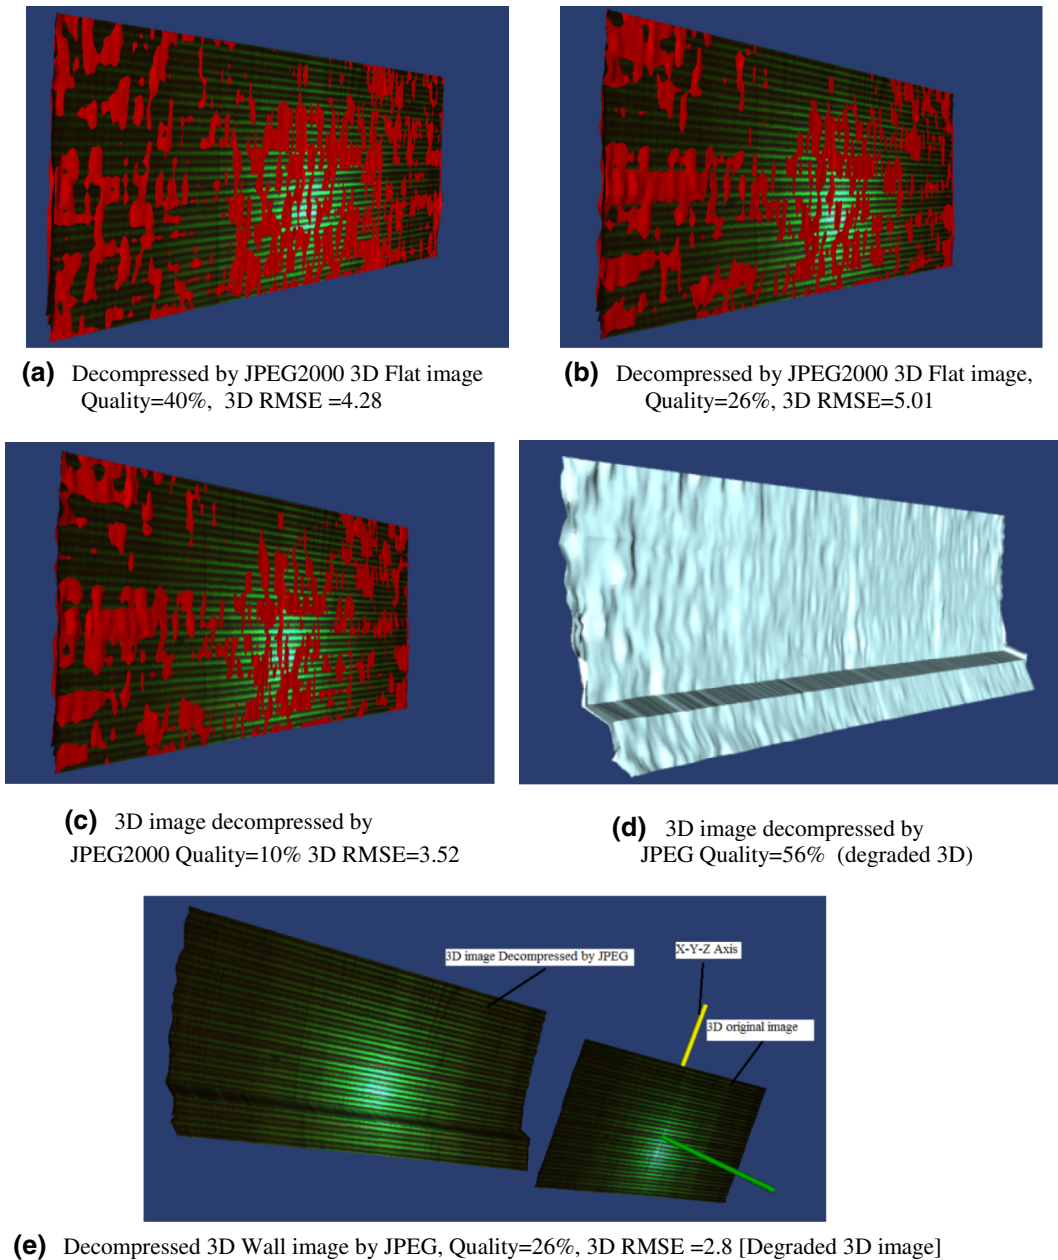 (a) Decompressed by JPEG2000 3D Flat image
Quality=40%, 3D RMSE =4.28
(b) Decompressed by JPEG2000 3D Flat image,
Quality=26%, 3D RMSE=5.01
(c) 3D image decompressed by
JPEG2000 Quality=10% 3D RMSE=3.52
(d) 3D image decompressed by
JPEG Quality=56% (degraded 3D)
3D image Decompressed by JPEG
X-Y-Z Axis
3D original image
(e) Decompressed 3D Wall image by JPEG, Quality=26%, 3D RMSE =2.8 [Degraded 3D image]